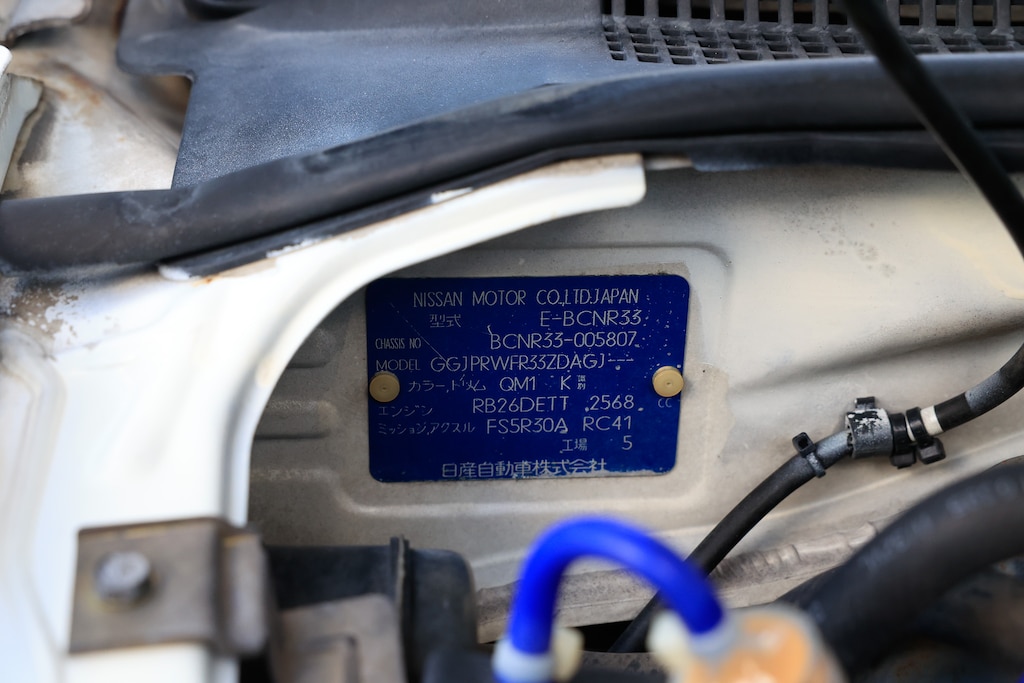 NISSAN MOTOR CO.,LTD.JAPAN
型式 E-BCNR33
CHASSIS NO BCNR33-005807
MODEL GGJPRWFR33ZDAGJ---
カラー,トリム QM1 K 識別
エンジン RB26DETT 2568 CC
ミッション,アクスル FS5R30A RC41
工場 5
日産自動車株式会社